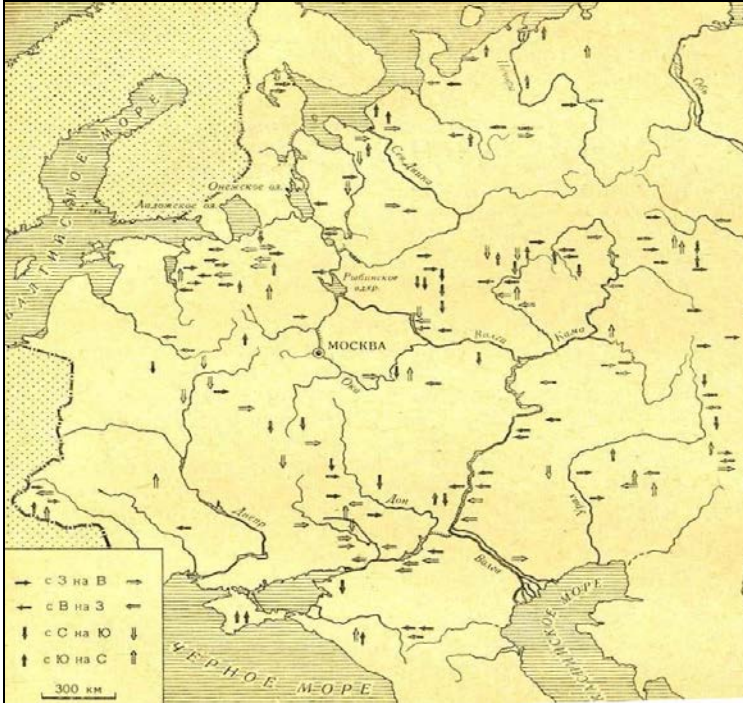 Печора
Обь
БАЛТИЙСКОЕ МОРЕ
Сев. Двина
Онежское оз.
Ладожское оз.
Рыбинское
вдхр.
МОСКВА
Волга
Кама
Ока
Дон
Днепр
Урал
Волга
с З на В
с В на З
с С на Ю
с Ю на С
300 км
ЧЕРНОЕ МОРЕ
КАСПИЙСКОЕ МОРЕ